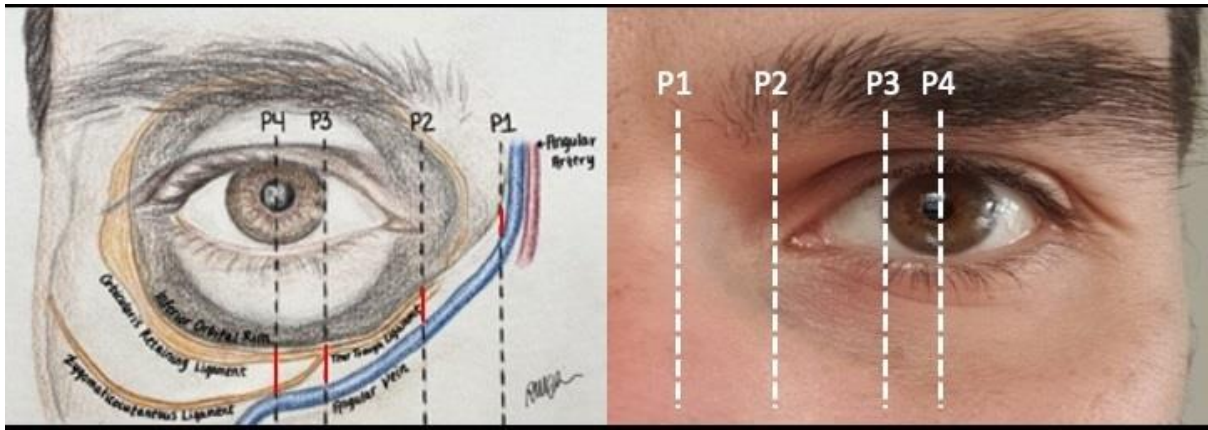 P4 P3 P2 P1
Angular
Artery
Orbicularis Retaining Ligament
Inferior Orbital Rim
Tear Trough Ligament
Zygomaticocutaneous Ligament
Angular Vein
P1 P2 P3 P4